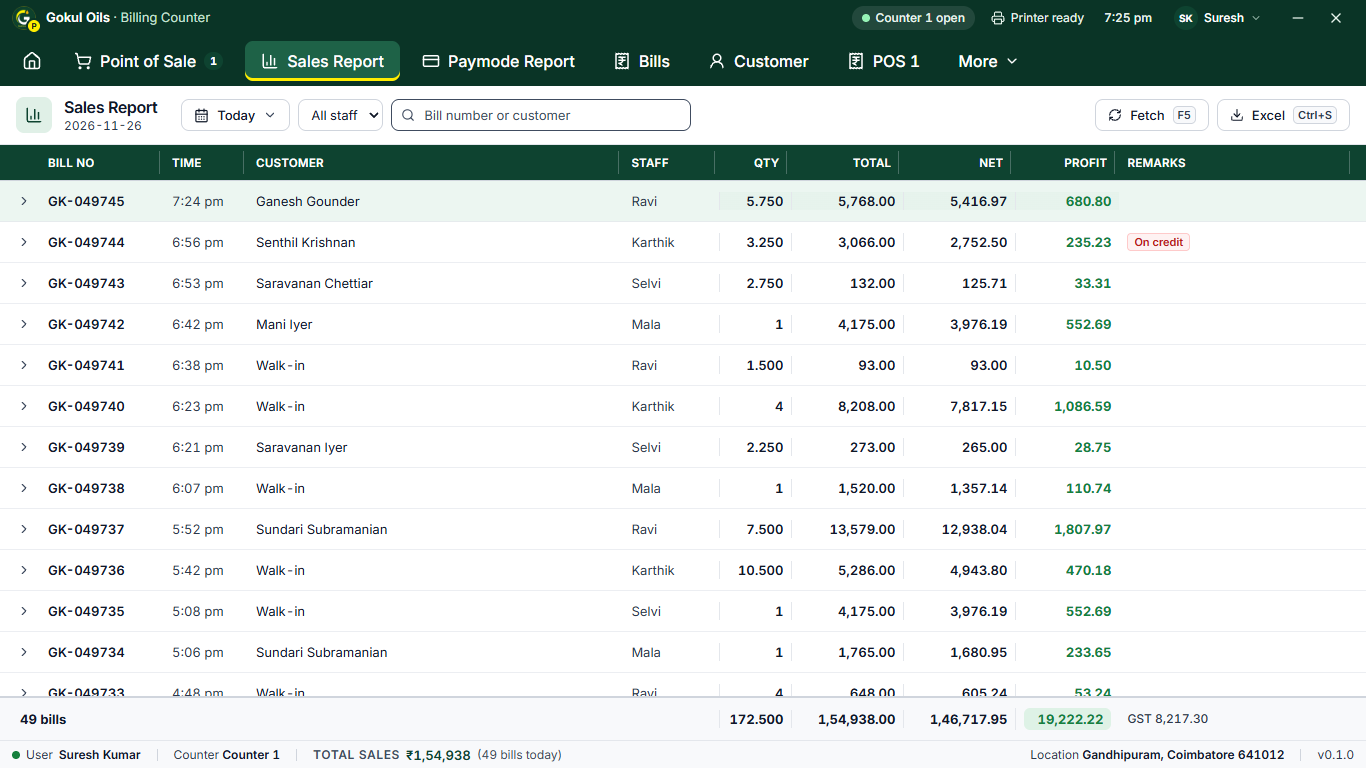 G P Gokul Oils · Billing Counter Counter 1 open Printer ready 7:25 pm SK Suresh
Point of Sale 1 Sales Report Paymode Report Bills Customer POS 1 More
Sales Report
2026-11-26
Today All staff Bill number or customer Fetch F5 Excel Ctrl+S
BILL NO TIME CUSTOMER STAFF QTY TOTAL NET PROFIT REMARKS
GK-049745 7:24 pm Ganesh Gounder Ravi 5.750 5,768.00 5,416.97 680.80
GK-049744 6:56 pm Senthil Krishnan Karthik 3.250 3,066.00 2,752.50 235.23 On credit
GK-049743 6:53 pm Saravanan Chettiar Selvi 2.750 132.00 125.71 33.31
GK-049742 6:42 pm Mani Iyer Mala 1 4,175.00 3,976.19 552.69
GK-049741 6:38 pm Walk-in Ravi 1.500 93.00 93.00 10.50
GK-049740 6:23 pm Walk-in Karthik 4 8,208.00 7,817.15 1,086.59
GK-049739 6:21 pm Saravanan Iyer Selvi 2.250 273.00 265.00 28.75
GK-049738 6:07 pm Walk-in Mala 1 1,520.00 1,357.14 110.74
GK-049737 5:52 pm Sundari Subramanian Ravi 7.500 13,579.00 12,938.04 1,807.97
GK-049736 5:42 pm Walk-in Karthik 10.500 5,286.00 4,943.80 470.18
GK-049735 5:08 pm Walk-in Selvi 1 4,175.00 3,976.19 552.69
GK-049734 5:06 pm Sundari Subramanian Mala 1 1,765.00 1,680.95 233.65
GK-049733 4:48 pm Walk-in Ravi 4 648.00 605.24 53.24
49 bills 172.500 1,54,938.00 1,46,717.95 19,222.22 GST 8,217.30
User Suresh Kumar Counter Counter 1 TOTAL SALES ₹1,54,938 (49 bills today) Location Gandhipuram, Coimbatore 641012 v0.1.0